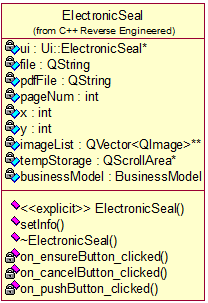 ElectronicSeal
(from C++ Reverse Engineered)
ui : Ui::ElectronicSeal*
file : QString
pdfFile : QString
pageNum : int
x : int
y : int
imageList : QVector<QImage>**
tempStorage : QScrollArea*
businessModel : BusinessModel
<<explicit>> ElectronicSeal()
setInfo()
~ElectronicSeal()
on_ensureButton_clicked()
on_cancelButton_clicked()
on_pushButton_clicked()